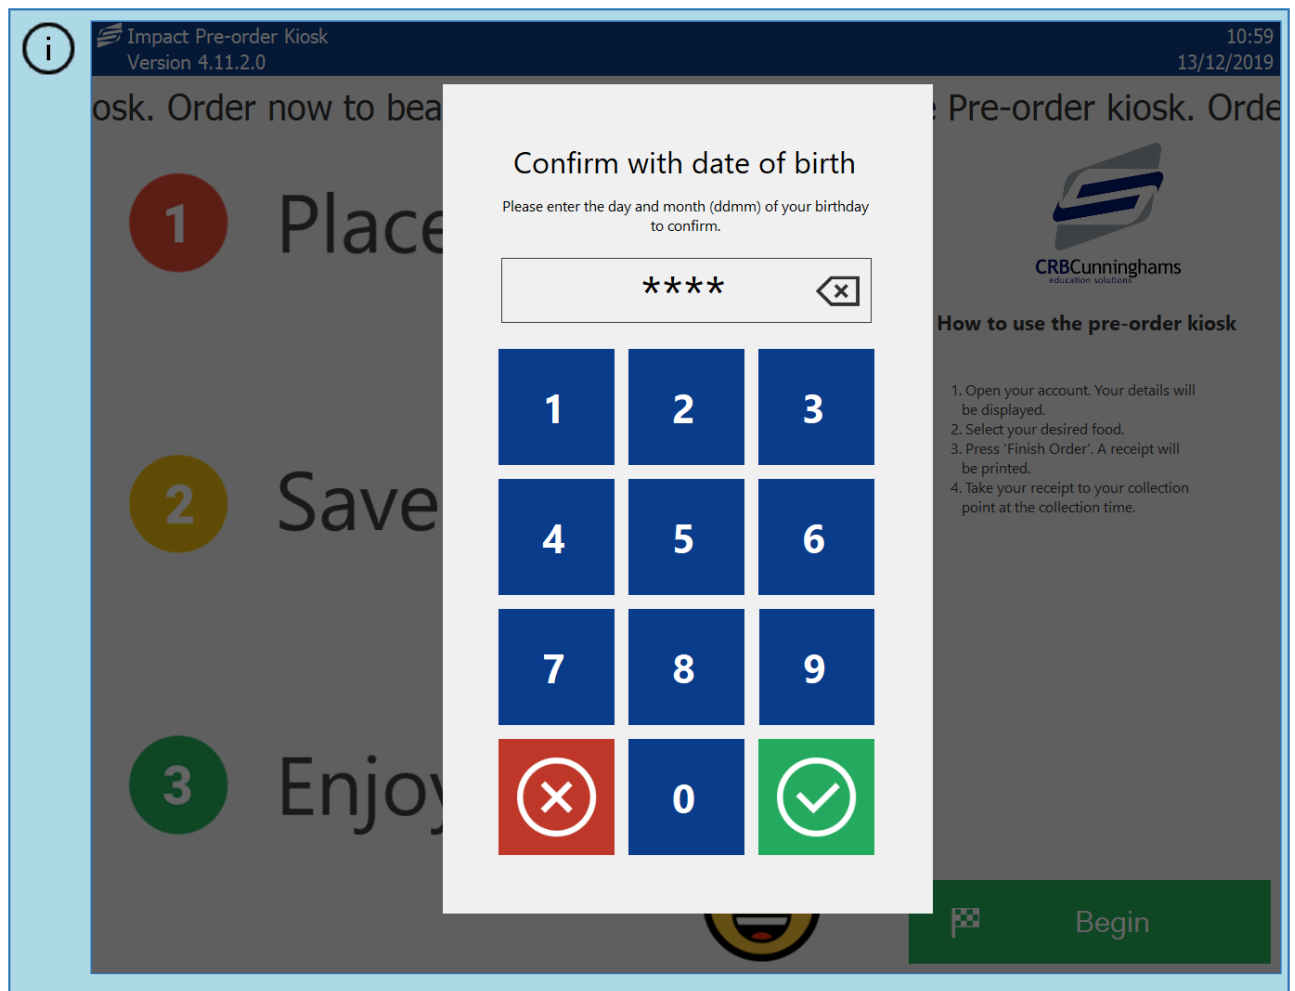 i
Impact Pre-order Kiosk
Version 4.11.2.0
10:59
13/12/2019
osk. Order now to bea
Pre-order kiosk. Orde
1
Place
2
Save
3
Enjoy
Confirm with date of birth
Please enter the day and month (ddmm) of your birthday
to confirm.
****
1 2 3
4 5 6
7 8 9
0
CRBCunninghams
education solutions
How to use the pre-order kiosk
1. Open your account. Your details will
be displayed.
2. Select your desired food.
3. Press 'Finish Order'. A receipt will
be printed.
4. Take your receipt to your collection
point at the collection time.
Begin